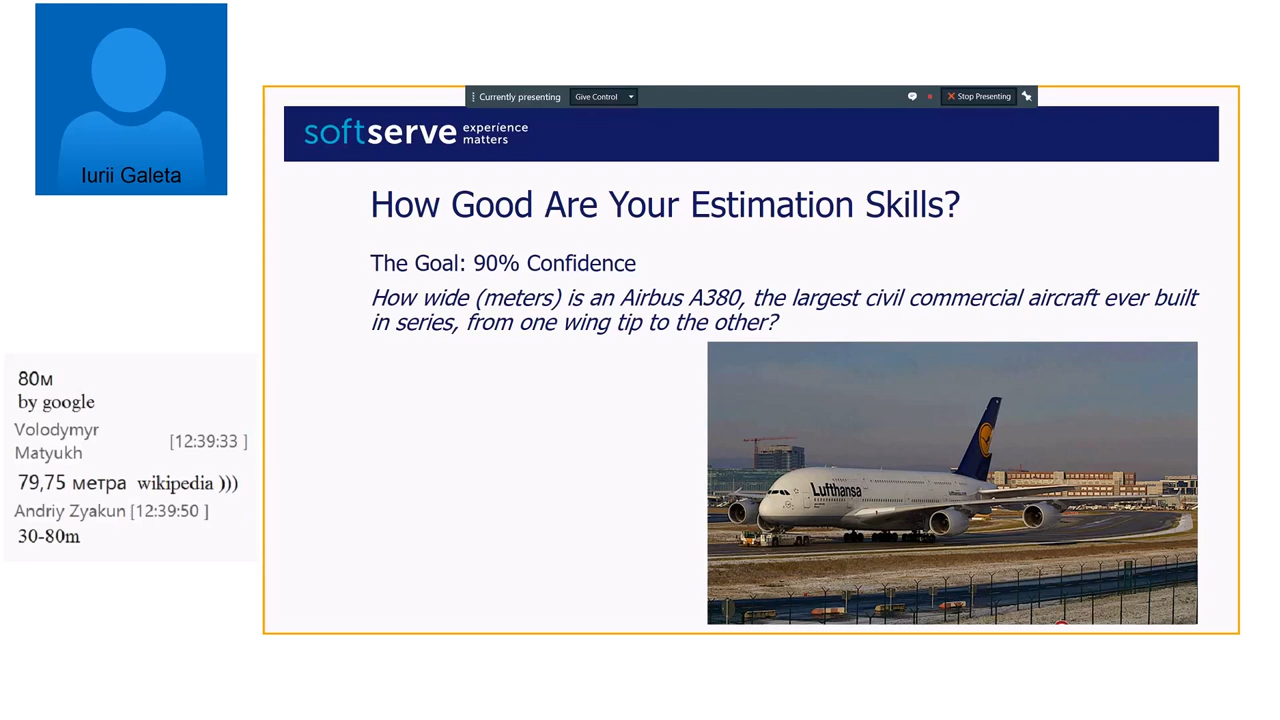 Iurii Galeta
Currently presenting
Give Control
Stop Presenting
softserve experience
matters
How Good Are Your Estimation Skills?
The Goal: 90% Confidence
How wide (meters) is an Airbus A380, the largest civil commercial aircraft ever built
in series, from one wing tip to the other?
Lufthansa
80м
by google
Volodymyr
Matyukh [12:39:33 ]
79,75 метра wikipedia )))
Andriy Zyakun [12:39:50 ]
30-80m